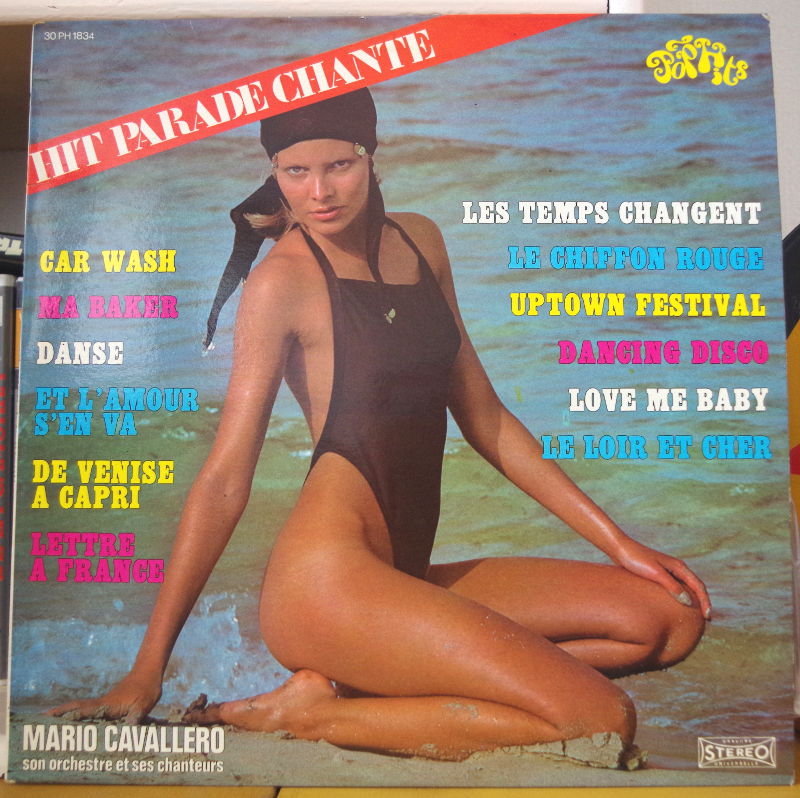 30 PH 1834
HIT PARADE CHANTE
POP Hits
CAR WASH
MA BAKER
DANSE
ET L'AMOUR
S'EN VA
DE VENISE
A CAPRI
LETTRE
A FRANCE
LES TEMPS CHANGENT
LE CHIFFON ROUGE
UPTOWN FESTIVAL
DANCING DISCO
LOVE ME BABY
LE LOIR ET CHER
MARIO CAVALLERO
son orchestre et ses chanteurs
GRAVURE
STEREO
UNIVERSELLE